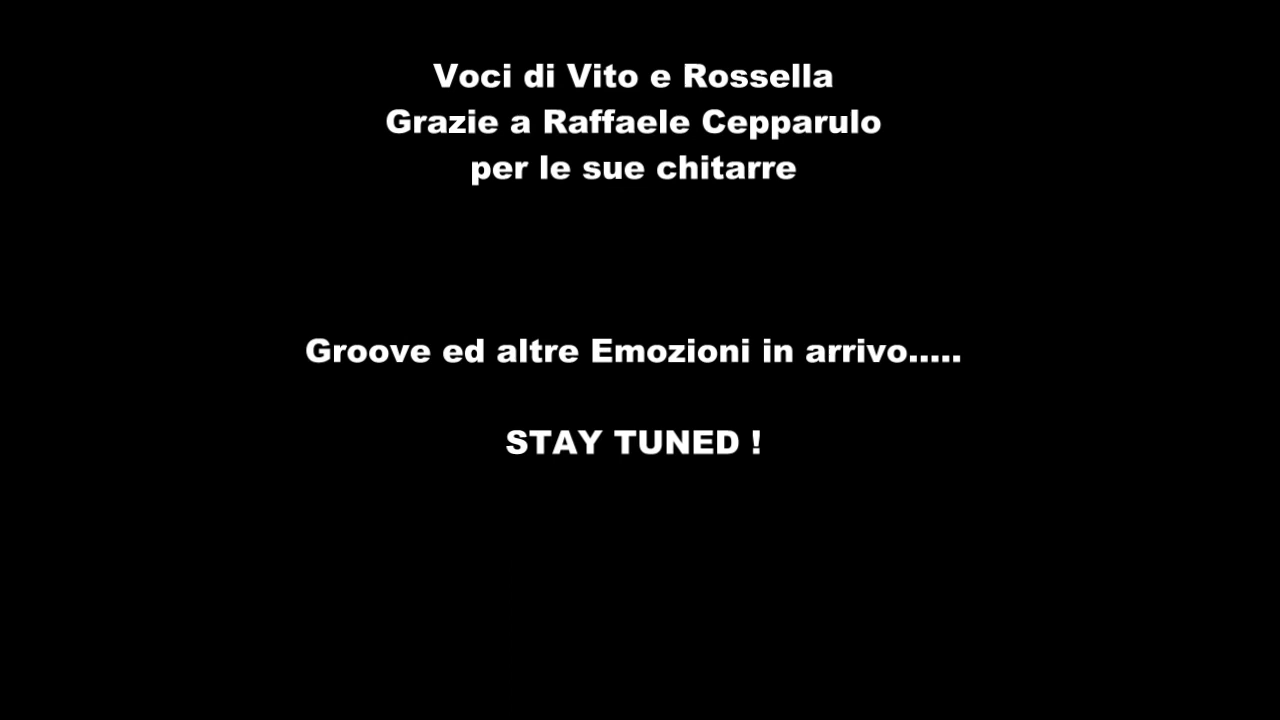 Voci di Vito e Rossella
Grazie a Raffaele Cepparulo
per le sue chitarre
Groove ed altre Emozioni in arrivo.....
STAY TUNED !